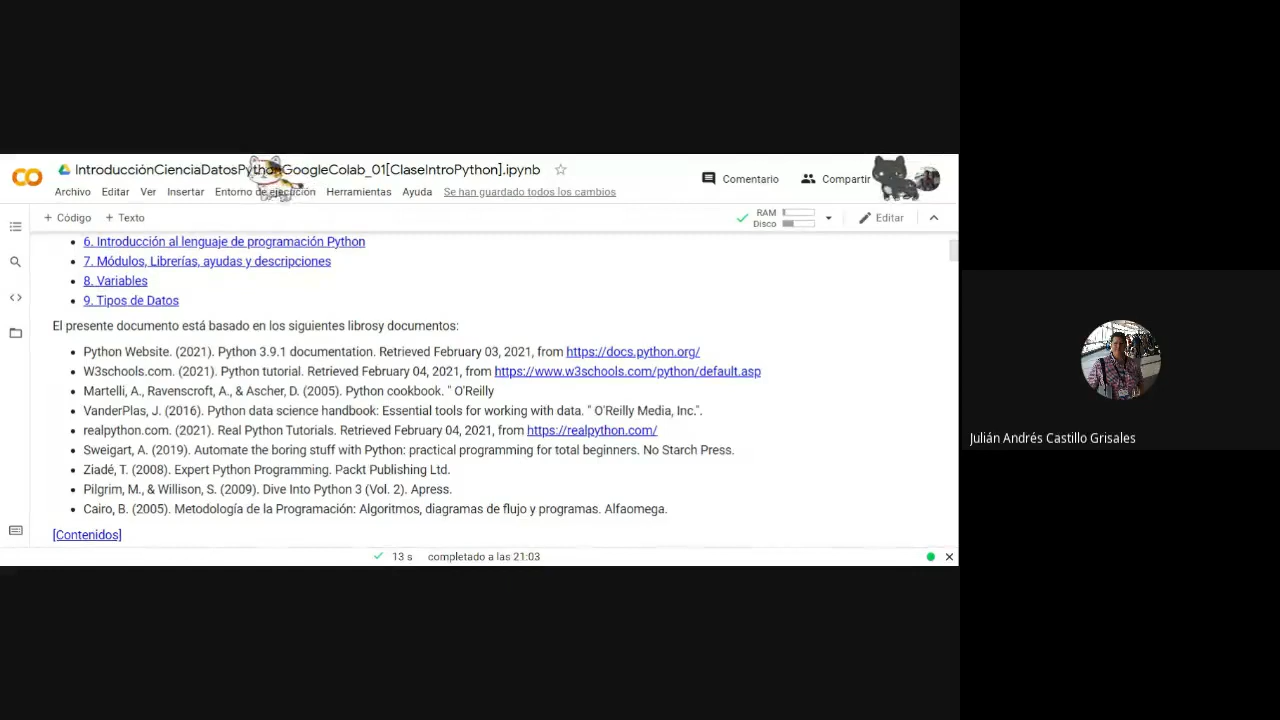 IntroducciónCienciaDatosPytho GoogleColab_01[ClaseIntroPython].ipynb
Comentario
Compartir
Archivo Editar Ver Insertar Entorno de ejecución Herramientas Ayuda Se han guardado todos los cambios
+ Código + Texto
RAM
Disco
Editar
• 6. Introducción al lenguaje de programación Python
• 7. Módulos, Librerías, ayudas y descripciones
• 8. Variables
• 9. Tipos de Datos
El presente documento está basado en los siguientes librosy documentos:
• Python Website. (2021). Python 3.9.1 documentation. Retrieved February 03, 2021, from https://docs.python.org/
• W3schools.com. (2021). Python tutorial. Retrieved February 04, 2021, from https://www.w3schools.com/python/default.asp
• Martelli, A., Ravenscroft, A., & Ascher, D. (2005). Python cookbook. " O'Reilly
• VanderPlas, J. (2016). Python data science handbook: Essential tools for working with data. " O'Reilly Media, Inc.".
• realpython.com. (2021). Real Python Tutorials. Retrieved February 04, 2021, from https://realpython.com/
• Sweigart, A. (2019). Automate the boring stuff with Python: practical programming for total beginners. No Starch Press.
• Ziadé, T. (2008). Expert Python Programming. Packt Publishing Ltd.
• Pilgrim, M., & Willison, S. (2009). Dive Into Python 3 (Vol. 2). Apress.
• Cairo, B. (2005). Metodología de la Programación: Algoritmos, diagramas de flujo y programas. Alfaomega.
[Contenidos]
13 s completado a las 21:03
Julián Andrés Castillo Grisales